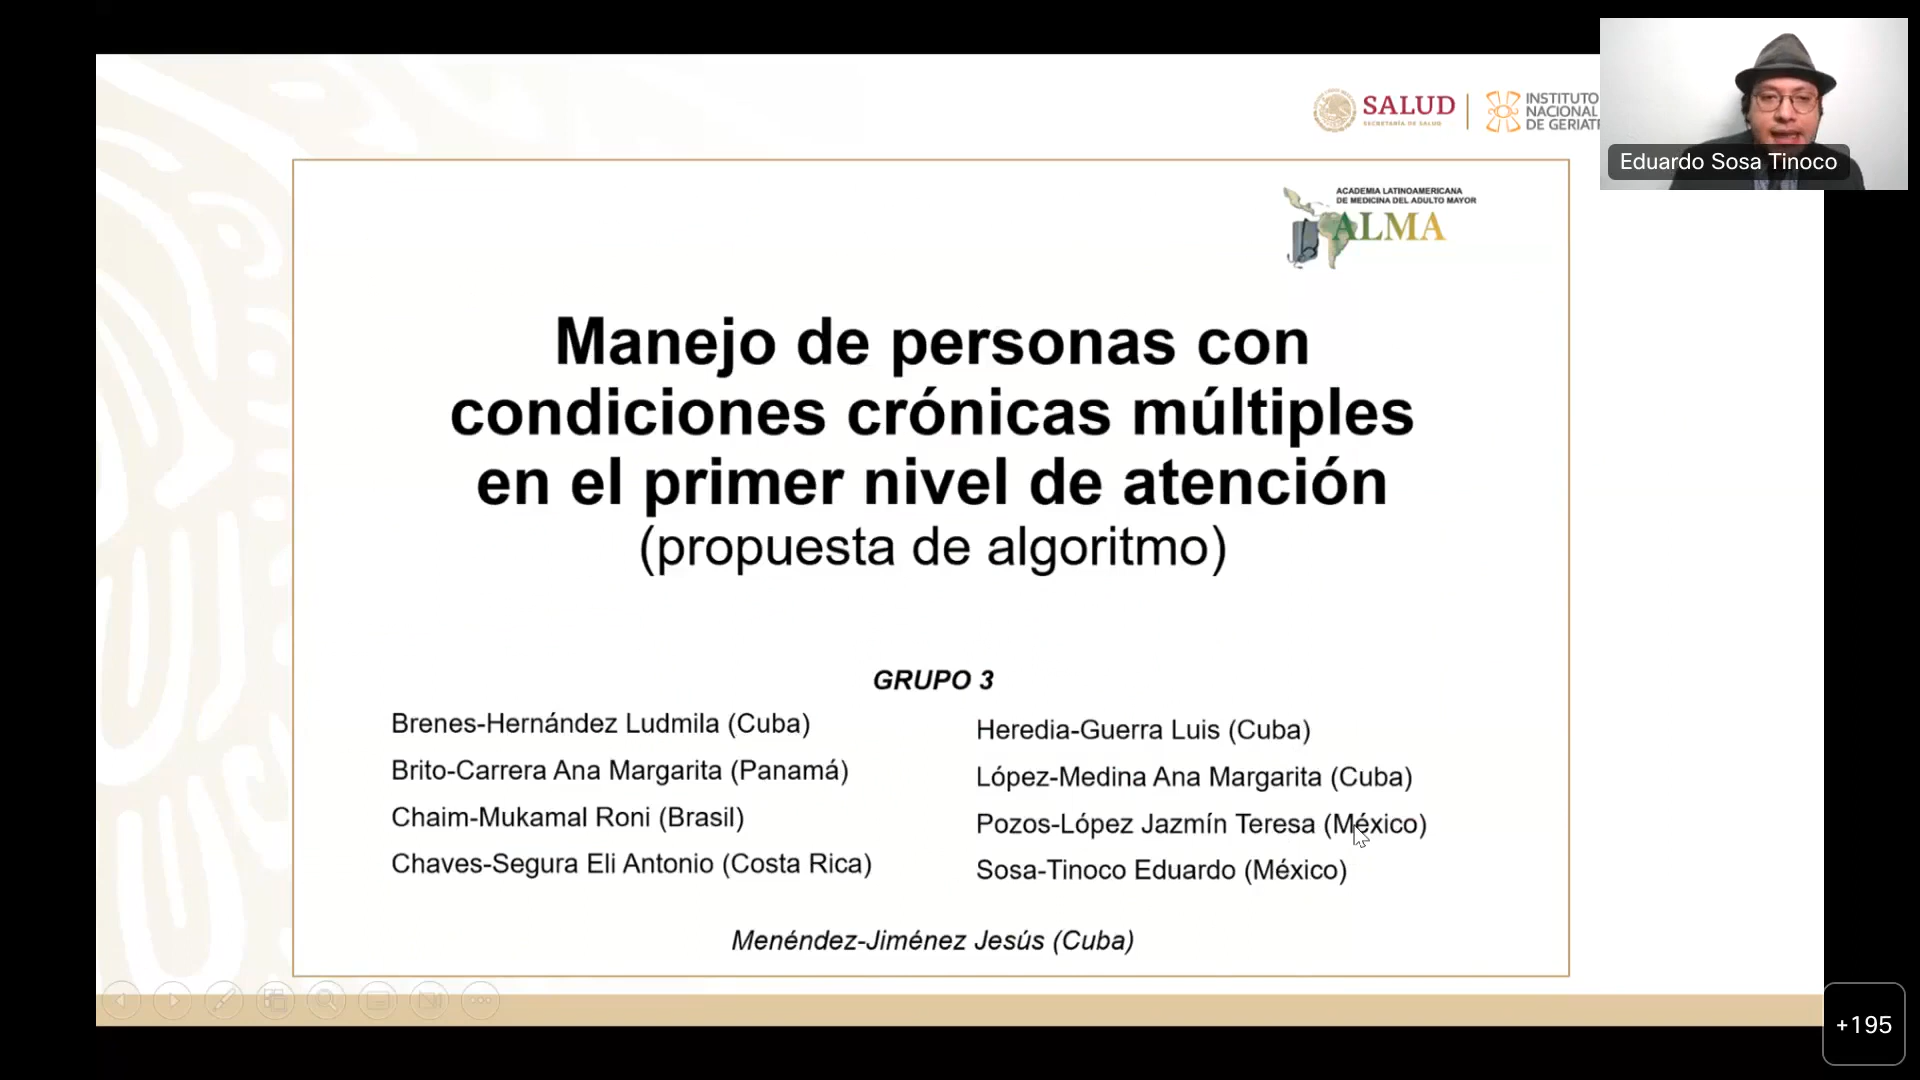 SALUD
SECRETARÍA DE SALUD
INSTITUTO
NACIONAL
DE GERIATR
Eduardo Sosa Tinoco
ACADEMIA LATINOAMERICANA
DE MEDICINA DEL ADULTO MAYOR
ALMA
Manejo de personas con
condiciones crónicas múltiples
en el primer nivel de atención
(propuesta de algoritmo)
GRUPO 3
Brenes-Hernández Ludmila (Cuba)
Brito-Carrera Ana Margarita (Panamá)
Chaim-Mukamal Roni (Brasil)
Chaves-Segura Eli Antonio (Costa Rica)
Heredia-Guerra Luis (Cuba)
López-Medina Ana Margarita (Cuba)
Pozos-López Jazmín Teresa (México)
Sosa-Tinoco Eduardo (México)
Menéndez-Jiménez Jesús (Cuba)
+195